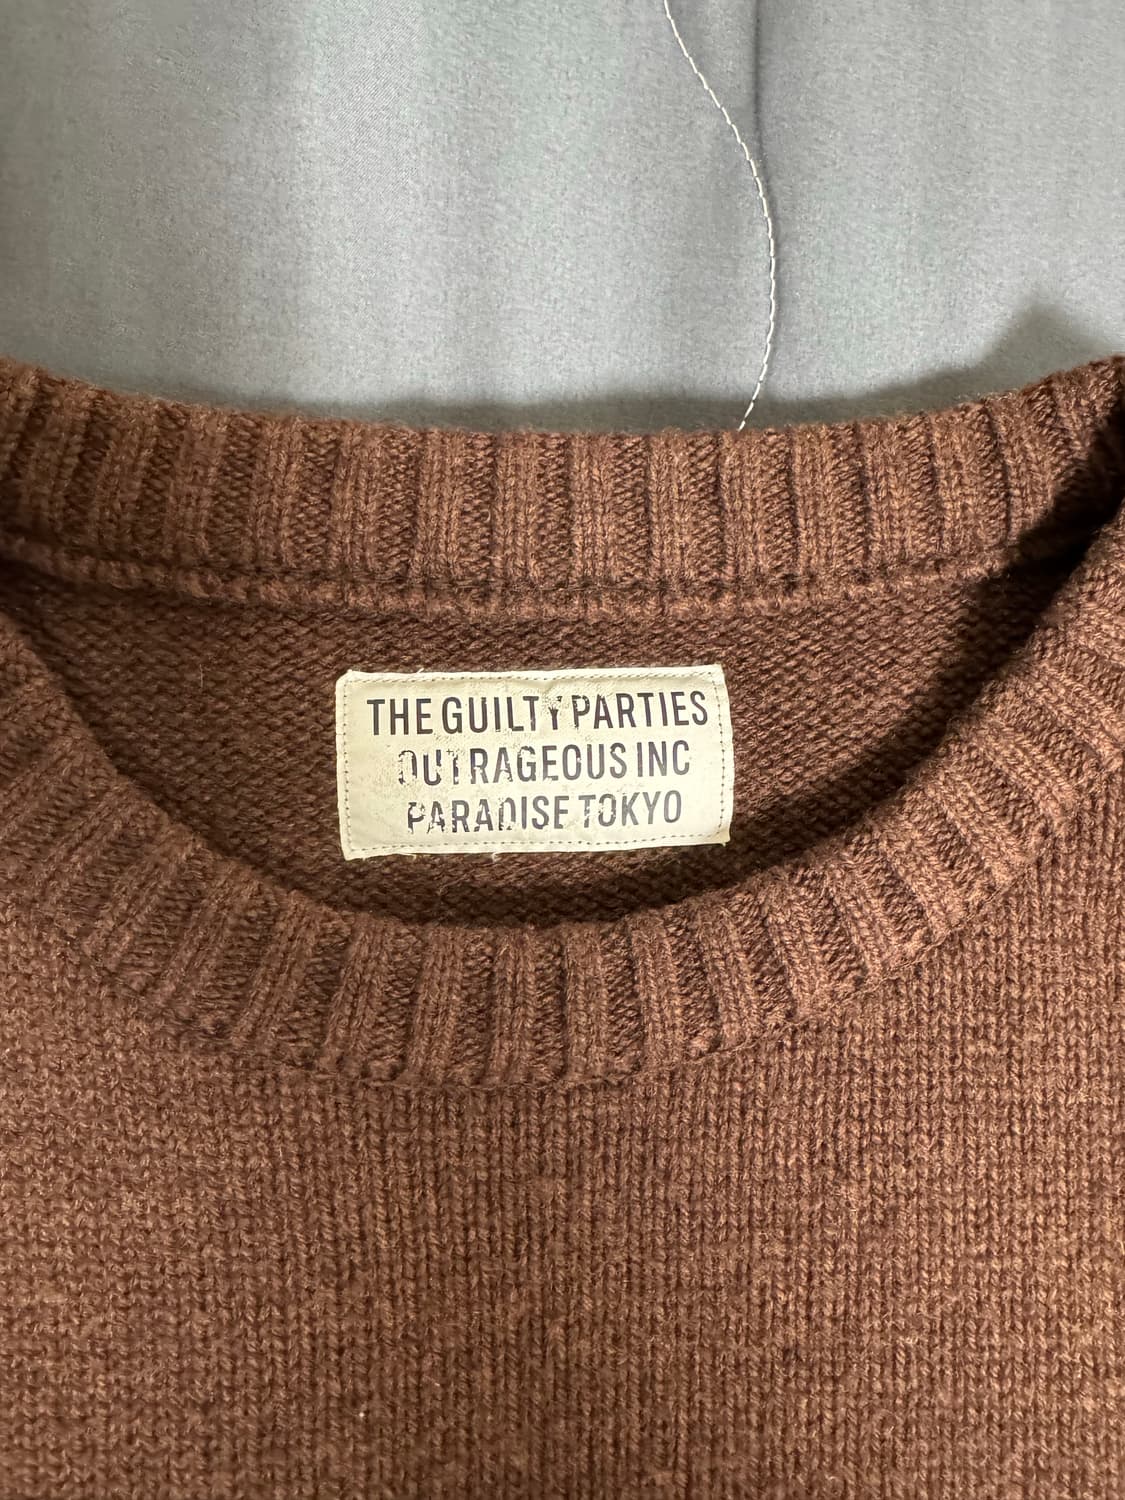 THE GUILTY PARTIES
OUTRAGEOUS INC
PARADISE TOKYO